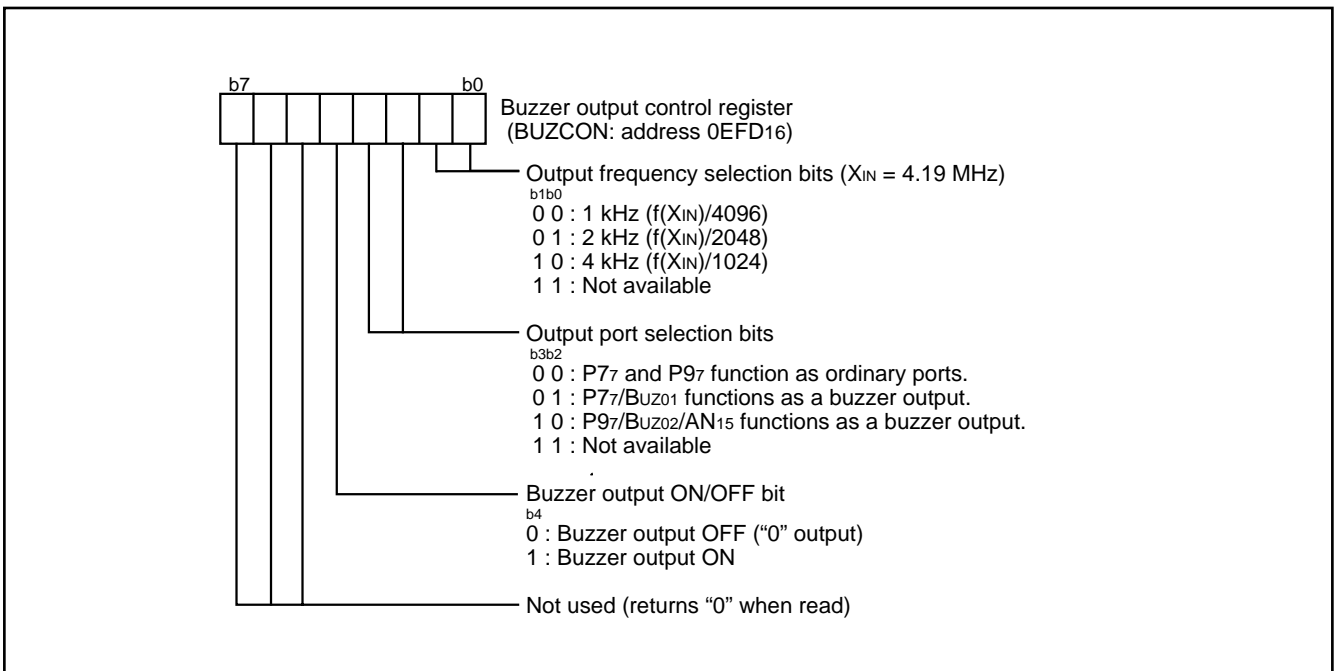 b7 b0
Buzzer output control register
(BUZCON: address 0EFD16)
Output frequency selection bits (XIN = 4.19 MHz)
b1b0
0 0 : 1 kHz (f(XIN)/4096)
0 1 : 2 kHz (f(XIN)/2048)
1 0 : 4 kHz (f(XIN)/1024)
1 1 : Not available
Output port selection bits
b3b2
0 0 : P77 and P97 function as ordinary ports.
0 1 : P77/BUZ01 functions as a buzzer output.
1 0 : P97/BUZ02/AN15 functions as a buzzer output.
1 1 : Not available
Buzzer output ON/OFF bit
b4
0 : Buzzer output OFF (“0” output)
1 : Buzzer output ON
Not used (returns “0” when read)